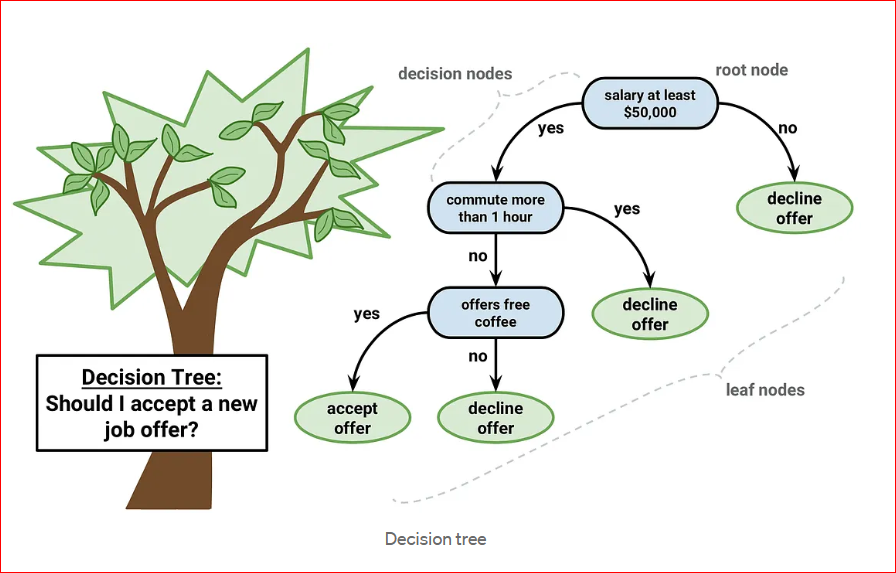 decision nodes
root node
salary at least
$50,000
yes
no
commute more
than 1 hour
yes
decline
offer
no
offers free
coffee
decline
offer
yes
no
Decision Tree:
Should I accept a new
job offer?
accept
offer
decline
offer
leaf nodes
Decision tree